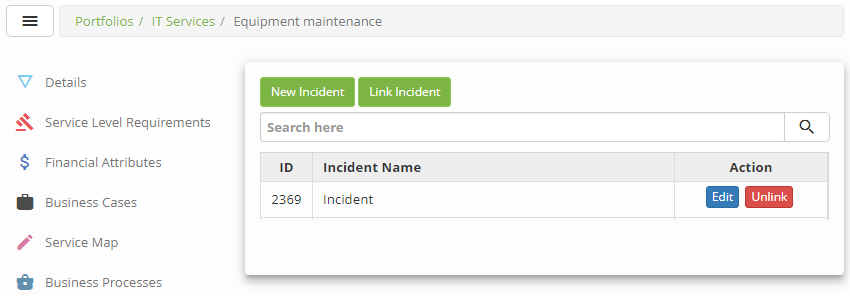 Portfolios / IT Services / Equipment maintenance
Details
Service Level Requirements
Financial Attributes
Business Cases
Service Map
Business Processes
New Incident Link Incident
Search here
ID Incident Name Action
2369 Incident Edit Unlink